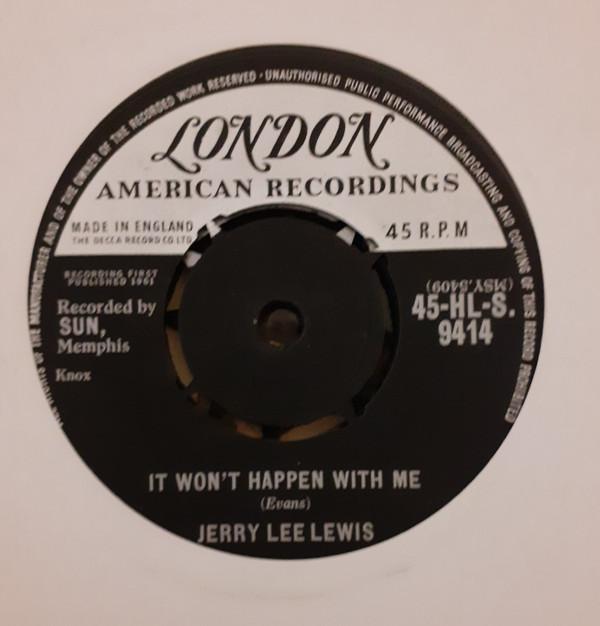 THE RIGHTS OF THE MANUFACTURER AND OF THE OWNER OF THE RECORDED WORK RESERVED · UNAUTHORISED PUBLIC PERFORMANCE BROADCASTING AND COPYING OF THIS RECORD PROHIBITED
LONDON
AMERICAN RECORDINGS
MADE IN ENGLAND
THE DECCA RECORD CO LTD
45 R.P.M
RECORDING FIRST
PUBLISHED 1961
Recorded by
SUN,
Memphis
Knox
(MSY.5409)
45-HL-S.
9414
IT WON'T HAPPEN WITH ME
(Evans)
JERRY LEE LEWIS